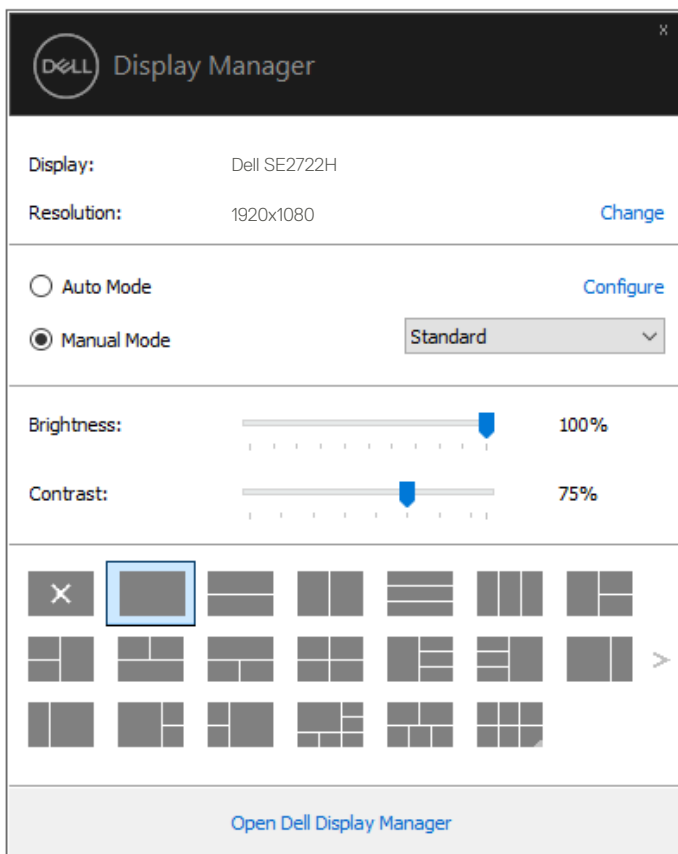 x
DELL Display Manager
Display: Dell SE2722H
Resolution: 1920x1080 Change
Auto Mode Configure
Manual Mode Standard
Brightness: 100%
Contrast: 75%
Open Dell Display Manager